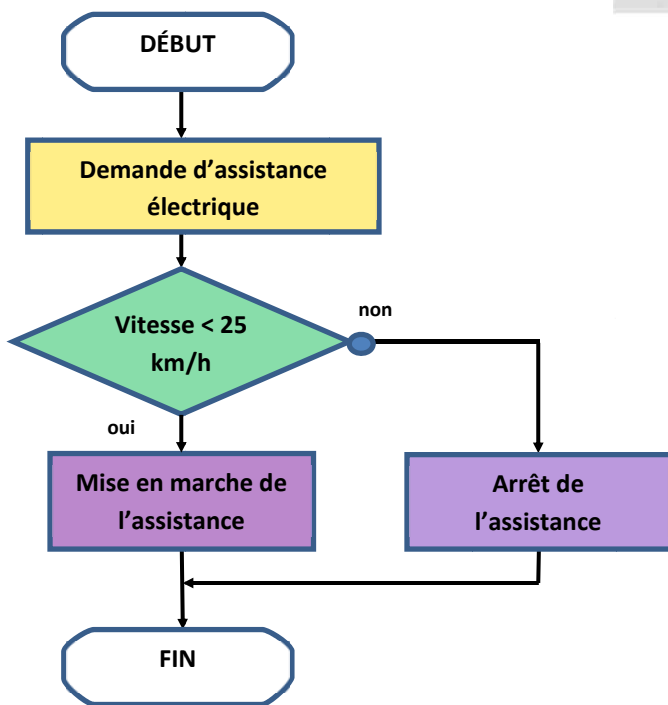 DÉBUT
Demande d’assistance
électrique
Vitesse < 25
km/h
non
oui
Mise en marche de
l’assistance
Arrêt de
l’assistance
FIN